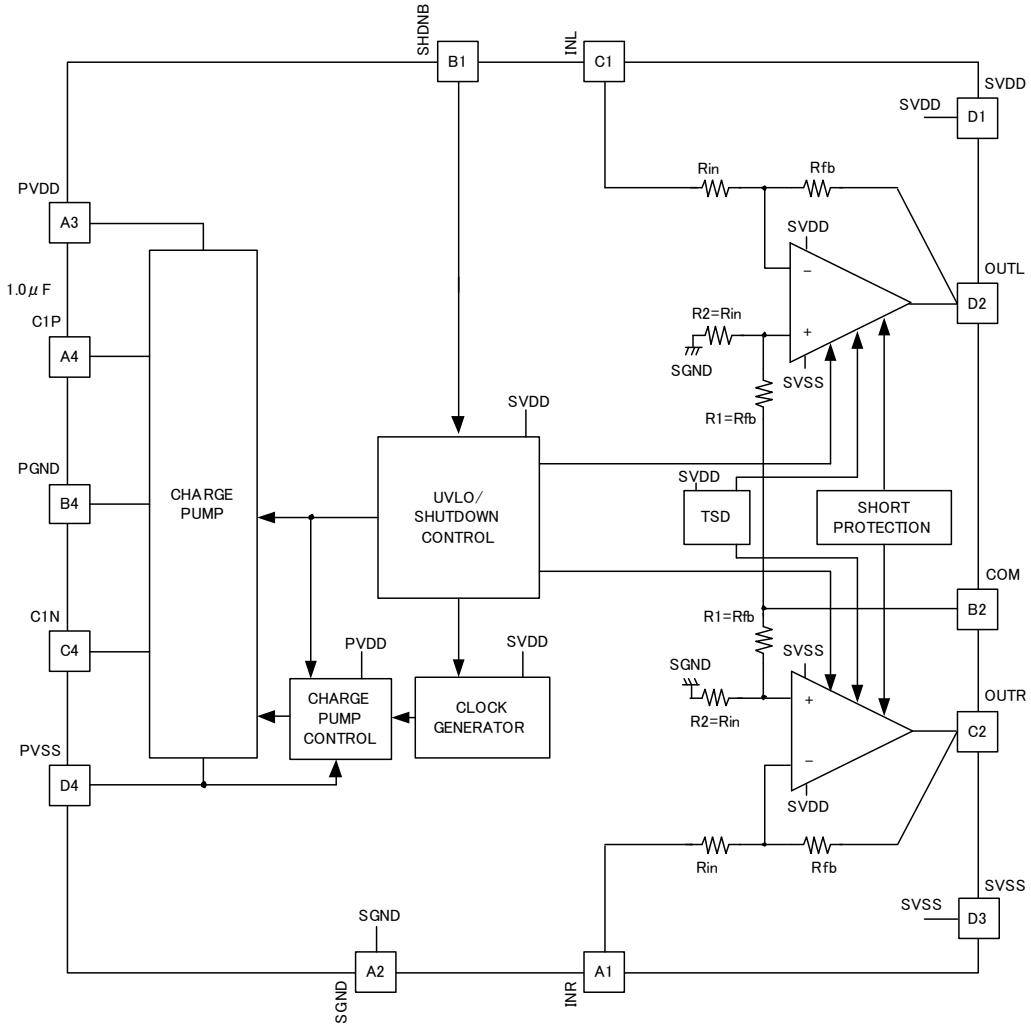 SHDNB
B1
INL
C1
SVDD
SVDD
D1
PVDD
A3
Rin
Rfb
SVDD
−
OUTL
D2
1.0μF
C1P
A4
R2=Rin
+
SGND
SVSS
R1=Rfb
SVDD
PGND
B4
CHARGE
PUMP
UVLO/
SHUTDOWN
CONTROL
SVDD
TSD
SHORT
PROTECTION
COM
B2
C1N
C4
R1=Rfb
PVDD
SVDD
SGND
SVSS
R2=Rin
+
OUTR
C2
CHARGE
PUMP
CONTROL
CLOCK
GENERATOR
PVSS
D4
−
SVDD
Rin
Rfb
SVSS
SVSS
D3
SGND
A2
SGND
INR
A1